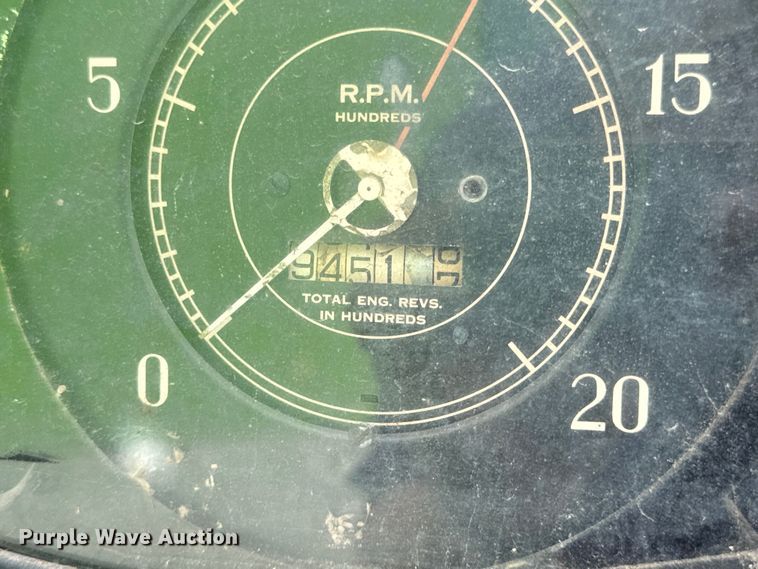 5
15
R.P.M.
HUNDREDS
9451
TOTAL ENG. REVS.
IN HUNDREDS
0
20
Purple Wave Auction